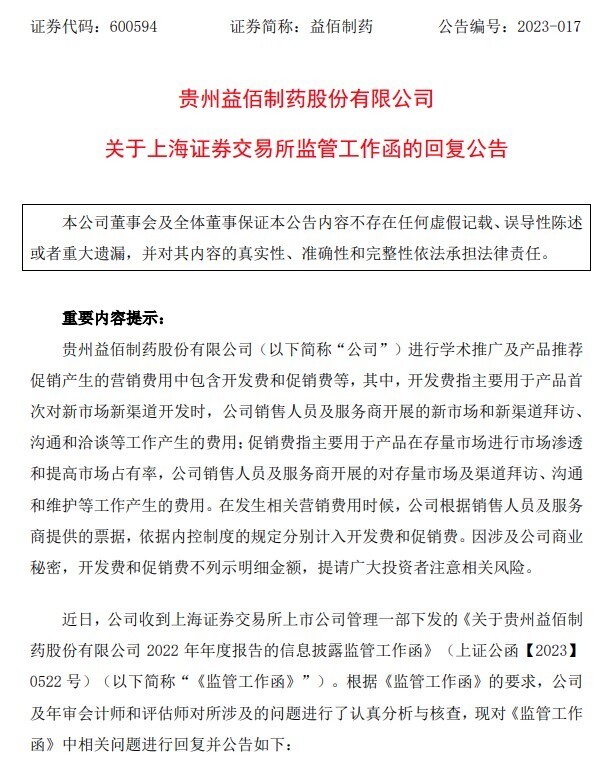 证券代码：600594 证券简称：益佰制药 公告编号：2023-017
贵州益佰制药股份有限公司
关于上海证券交易所监管工作函的回复公告
本公司董事会及全体董事保证本公告内容不存在任何虚假记载、误导性陈述
或者重大遗漏，并对其内容的真实性、准确性和完整性依法承担法律责任。
重要内容提示：
贵州益佰制药股份有限公司（以下简称“公司”）进行学术推广及产品推荐
促销产生的营销费用中包含开发费和促销费等，其中，开发费指主要用于产品首
次对新市场新渠道开发时，公司销售人员及服务商开展的新市场和新渠道拜访、
沟通和洽谈等工作产生的费用；促销费指主要用于产品在存量市场进行市场渗透
和提高市场占有率，公司销售人员及服务商开展的对存量市场及渠道拜访、沟通
和维护等工作产生的费用。在发生相关营销费用时候，公司根据销售人员及服务
商提供的票据，依据内控制度的规定分别计入开发费和促销费。因涉及公司商业
秘密，开发费和促销费不列示明细金额，提请广大投资者注意相关风险。
近日，公司收到上海证券交易所上市公司管理一部下发的《关于贵州益佰制
药股份有限公司 2022 年年度报告的信息披露监管工作函》（上证公函【2023】
0522 号）（以下简称“《监管工作函》”）。根据《监管工作函》的要求，公司
及年审会计师和评估师对所涉及的问题进行了认真分析与核查，现对《监管工作
函》中相关问题进行回复并公告如下：